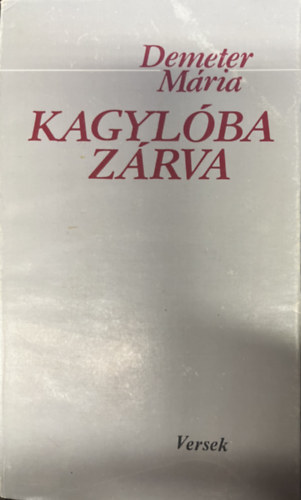 Demeter
Mária
KAGYLÓBA
ZÁRVA
Versek